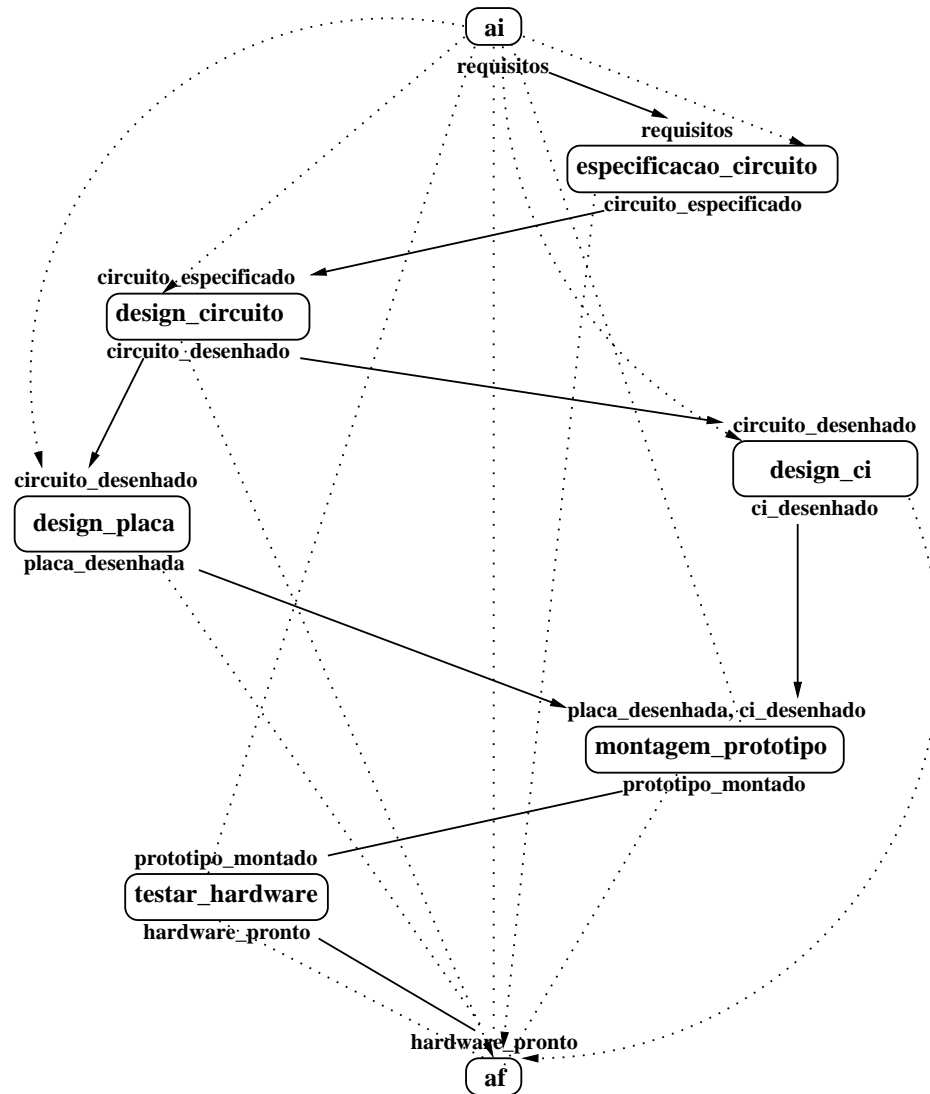 ai
requisitos
requisitos
especificacao_circuito
circuito_especificado
circuito_especificado
design_circuito
circuito_desenhado
circuito_desenhado
design_ci
ci_desenhado
circuito_desenhado
design_placa
placa_desenhada
placa_desenhada, ci_desenhado
montagem_prototipo
prototipo_montado
prototipo_montado
testar_hardware
hardware_pronto
hardware_pronto
af